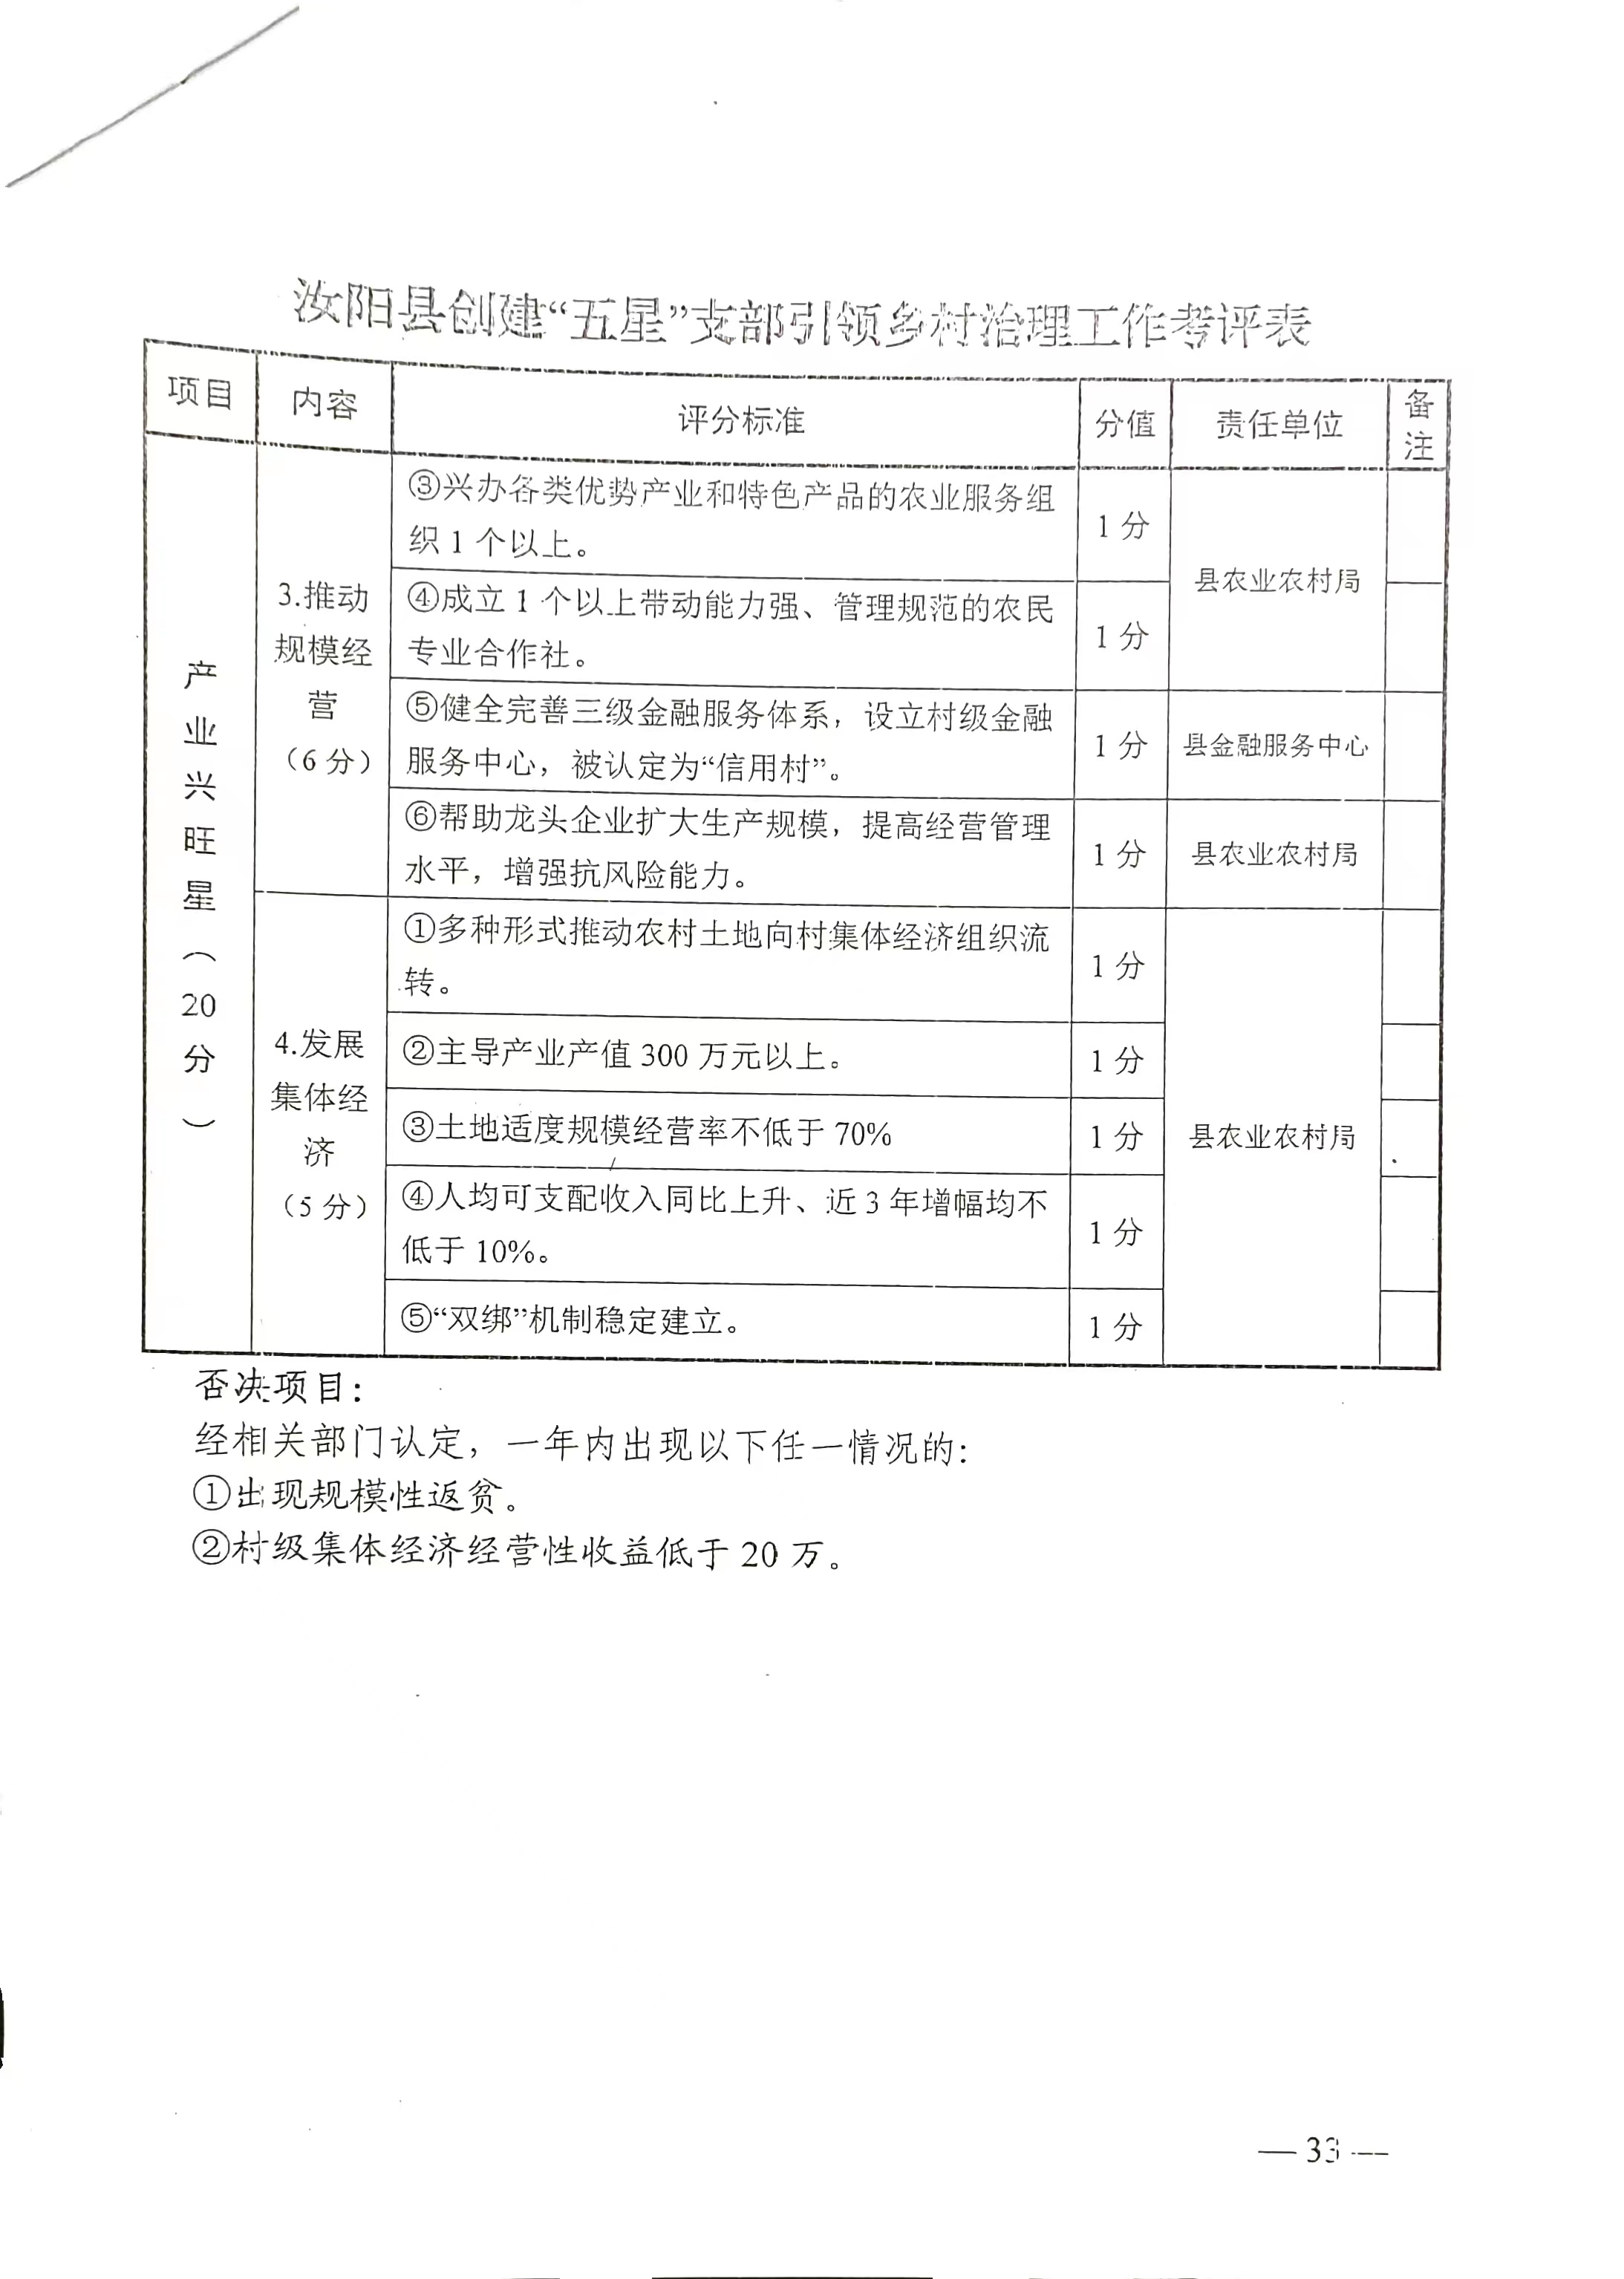 汝阳县创建“五星”支部引领乡村治理工作考评表
项目 内容 评分标准 分值 责任单位 备注
产业兴旺星（20分）
3.推动
规模经
营
（6分）
③兴办各类优势产业和特色产品的农业服务组
织1个以上。
1分
县农业农村局
④成立1个以上带动能力强、管理规范的农民
专业合作社。
1分
⑤健全完善三级金融服务体系，设立村级金融
服务中心，被认定为“信用村”。
1分
县金融服务中心
⑥帮助龙头企业扩大生产规模，提高经营管理
水平，增强抗风险能力。
1分
县农业农村局
4.发展
集体经
济
（5分）
①多种形式推动农村土地向村集体经济组织流
转。
1分
县农业农村局
②主导产业产值300万元以上。
1分
③土地适度规模经营率不低于70%
1分
④人均可支配收入同比上升、近3年增幅均不
低于10%。
1分
⑤“双绑”机制稳定建立。
1分
否决项目：
经相关部门认定，一年内出现以下任一情况的：
①出现规模性返贫。
②村级集体经济经营性收益低于20万。
— 33 —